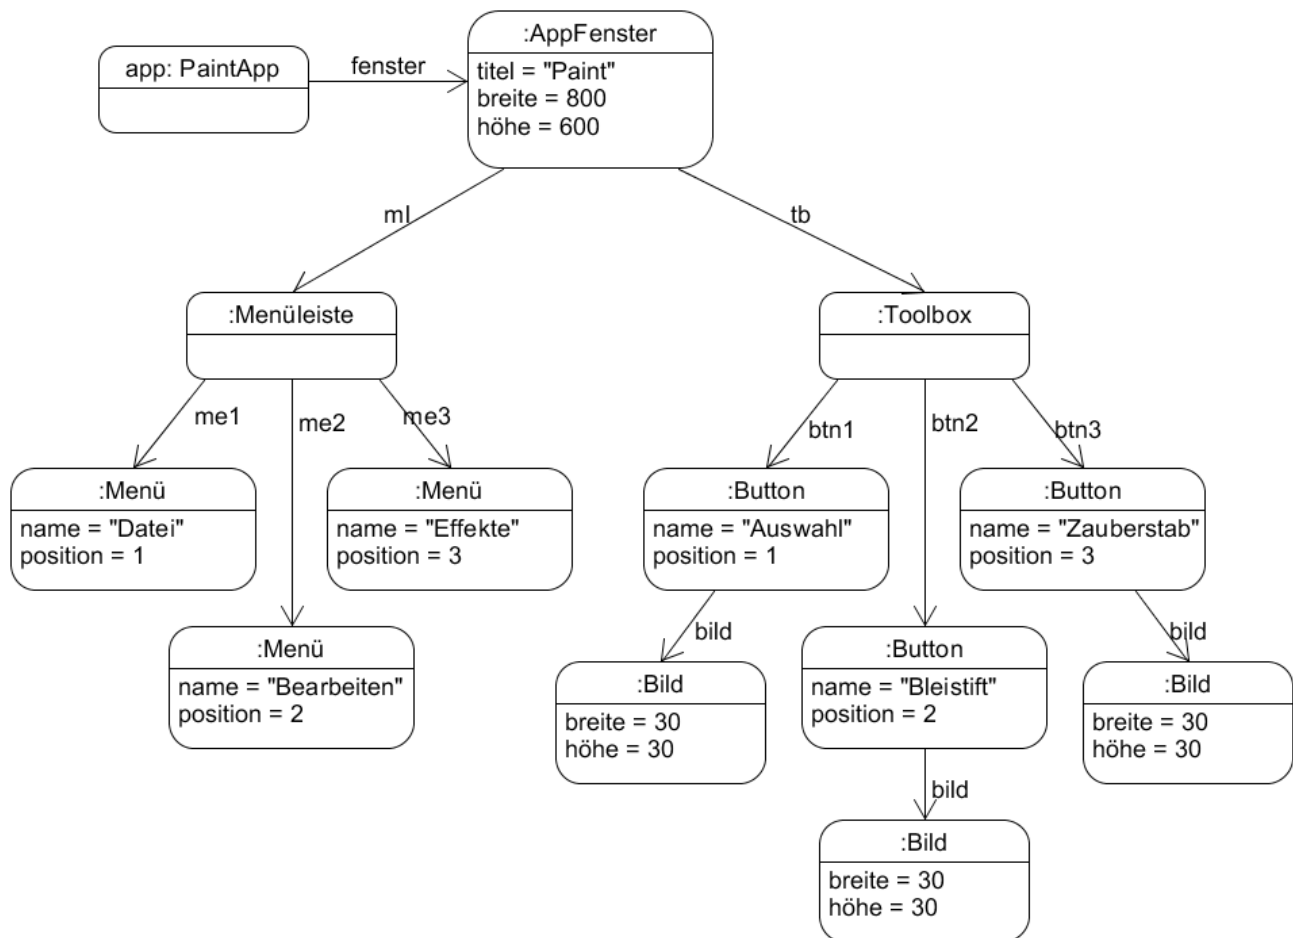 :AppFenster
titel = "Paint"
breite = 800
höhe = 600
app: PaintApp
fenster
ml
tb
:Menüleiste
:Toolbox
me1
me2
me3
btn1
btn2
btn3
:Menü
name = "Datei"
position = 1
:Menü
name = "Effekte"
position = 3
:Button
name = "Auswahl"
position = 1
:Button
name = "Zauberstab"
position = 3
:Menü
name = "Bearbeiten"
position = 2
bild
:Button
name = "Bleistift"
position = 2
bild
:Bild
breite = 30
höhe = 30
:Bild
breite = 30
höhe = 30
bild
:Bild
breite = 30
höhe = 30